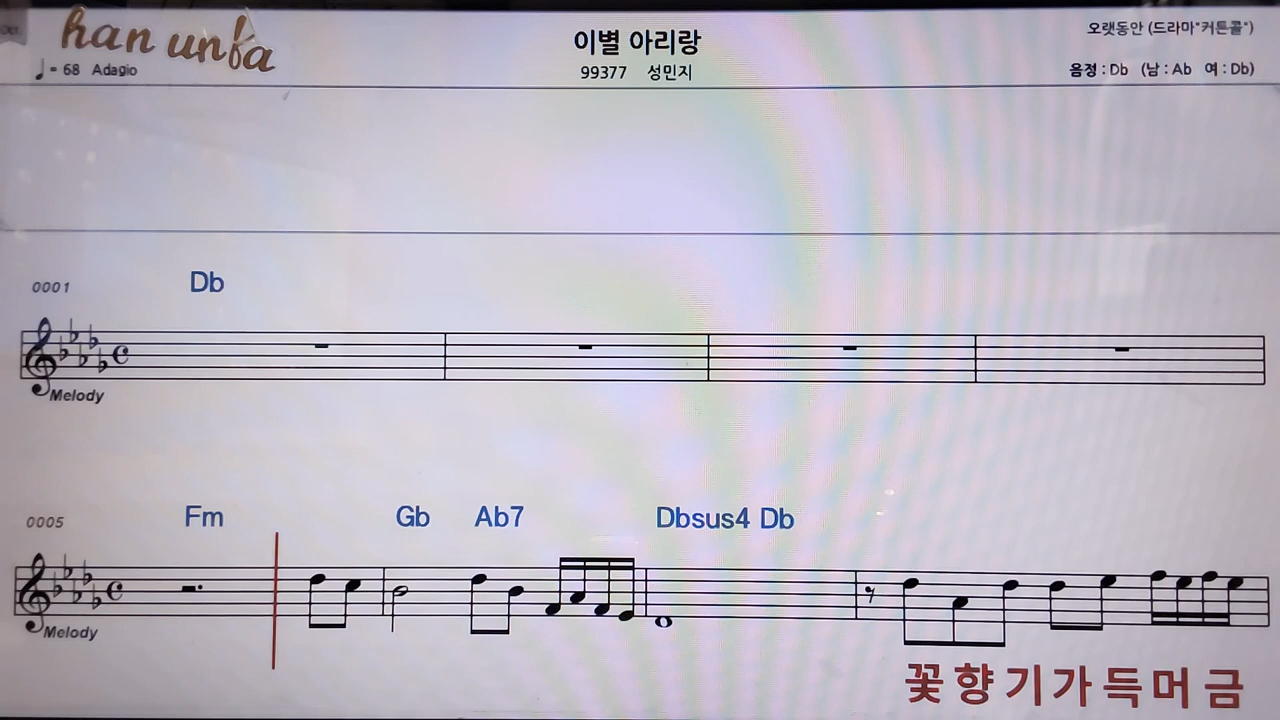 han unba
이별 아리랑
오랫동안 (드라마"커튼콜")
♩= 68 Adagio
99377 성민지
음정 : Db (남 : Ab 여 : Db)
0001 Db
Melody
0005 Fm Gb Ab7 Dbsus4 Db
Melody
꽃 향 기 가 득 머 금